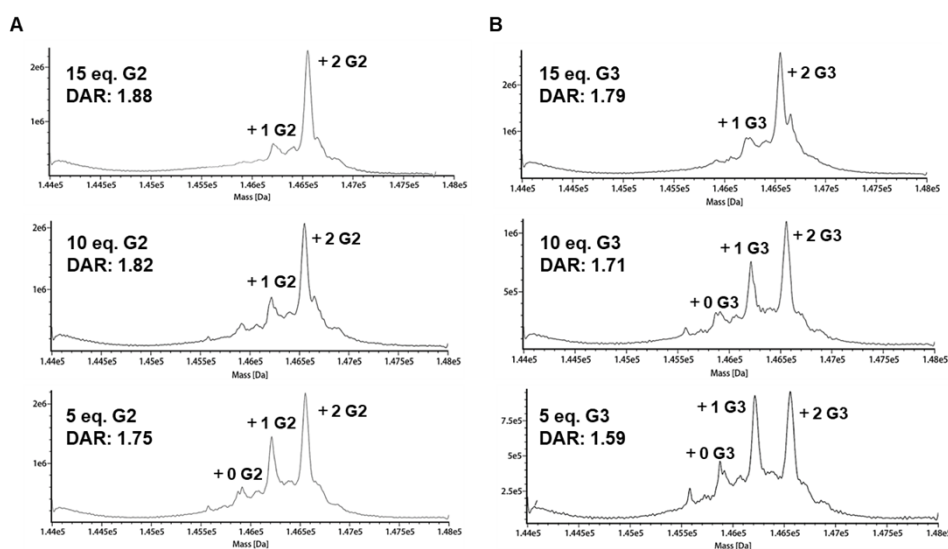 A
15 eq. G2
DAR: 1.88
2e6
1e6
+ 1 G2
+ 2 G2
1.44e5 1.445e5 1.45e5 1.455e5 1.46e5 1.465e5 1.47e5 1.475e5 1.48e5
Mass [Da]
10 eq. G2
DAR: 1.82
2e6
1e6
+ 1 G2
+ 2 G2
1.44e5 1.445e5 1.45e5 1.455e5 1.46e5 1.465e5 1.47e5 1.475e5 1.48e5
Mass [Da]
5 eq. G2
DAR: 1.75
2e6
1e6
+ 0 G2
+ 1 G2
+ 2 G2
1.44e5 1.445e5 1.45e5 1.455e5 1.46e5 1.465e5 1.47e5 1.475e5 1.48e5
Mass [Da]
B
15 eq. G3
DAR: 1.79
2e6
1e6
+ 1 G3
+ 2 G3
1.44e5 1.445e5 1.45e5 1.455e5 1.46e5 1.465e5 1.47e5 1.475e5 1.48e5
Mass [Da]
10 eq. G3
DAR: 1.71
1e6
5e5
+ 0 G3
+ 1 G3
+ 2 G3
1.44e5 1.445e5 1.45e5 1.455e5 1.46e5 1.465e5 1.47e5 1.475e5 1.48e5
Mass [Da]
5 eq. G3
DAR: 1.59
7.5e5
5e5
2.5e5
+ 0 G3
+ 1 G3
+ 2 G3
1.44e5 1.445e5 1.45e5 1.455e5 1.46e5 1.465e5 1.47e5 1.475e5 1.48e5
Mass [Da]